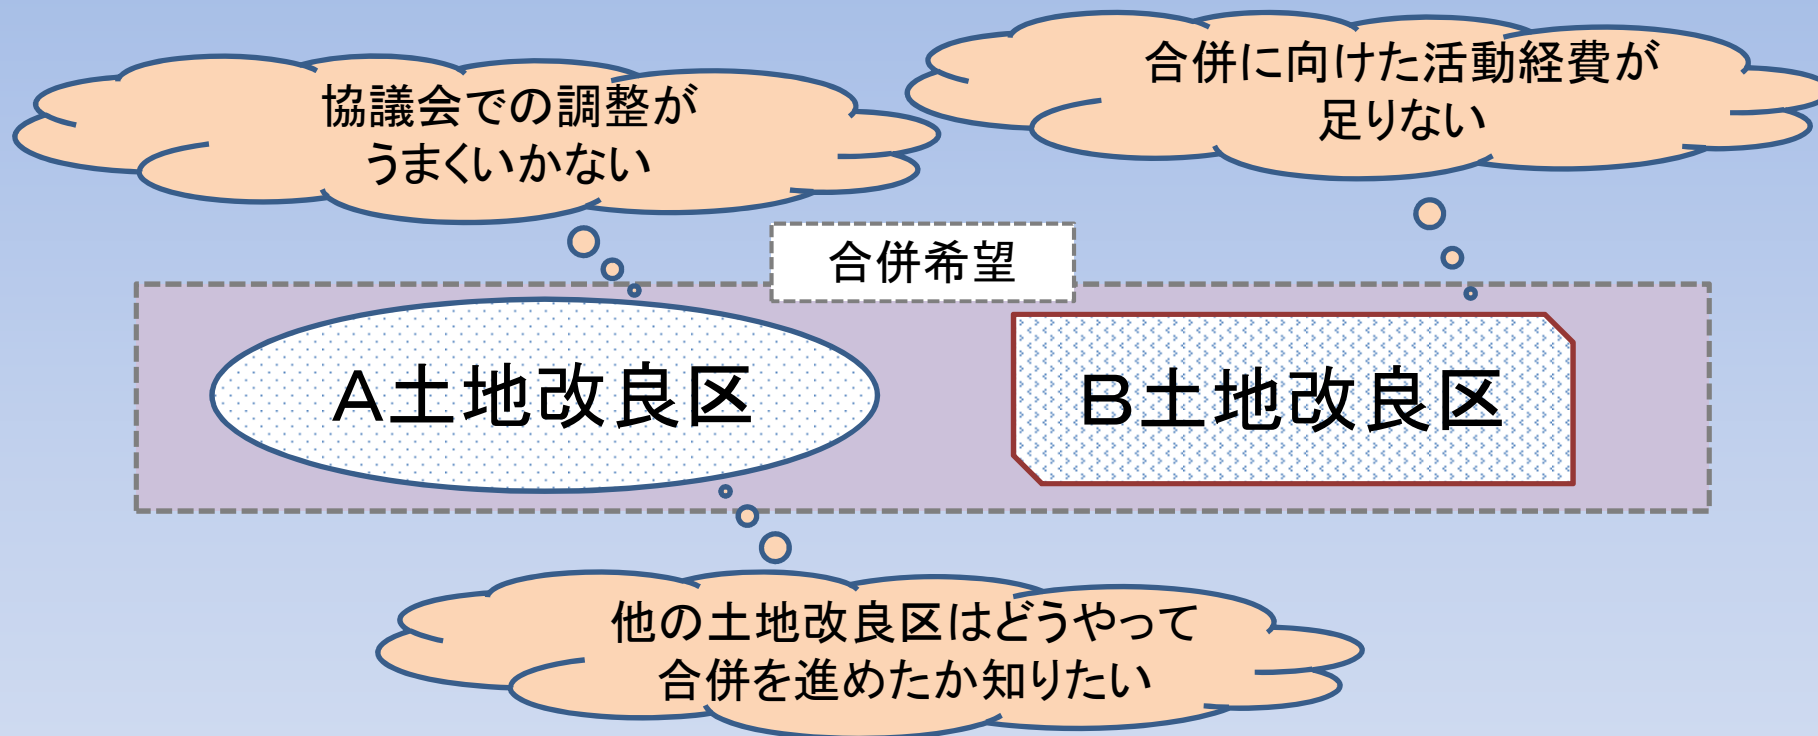 合併に向けた活動経費が
足りない
協議会での調整が
うまくいかない
合併希望
A土地改良区
B土地改良区
他の土地改良区はどうやって
合併を進めたか知りたい